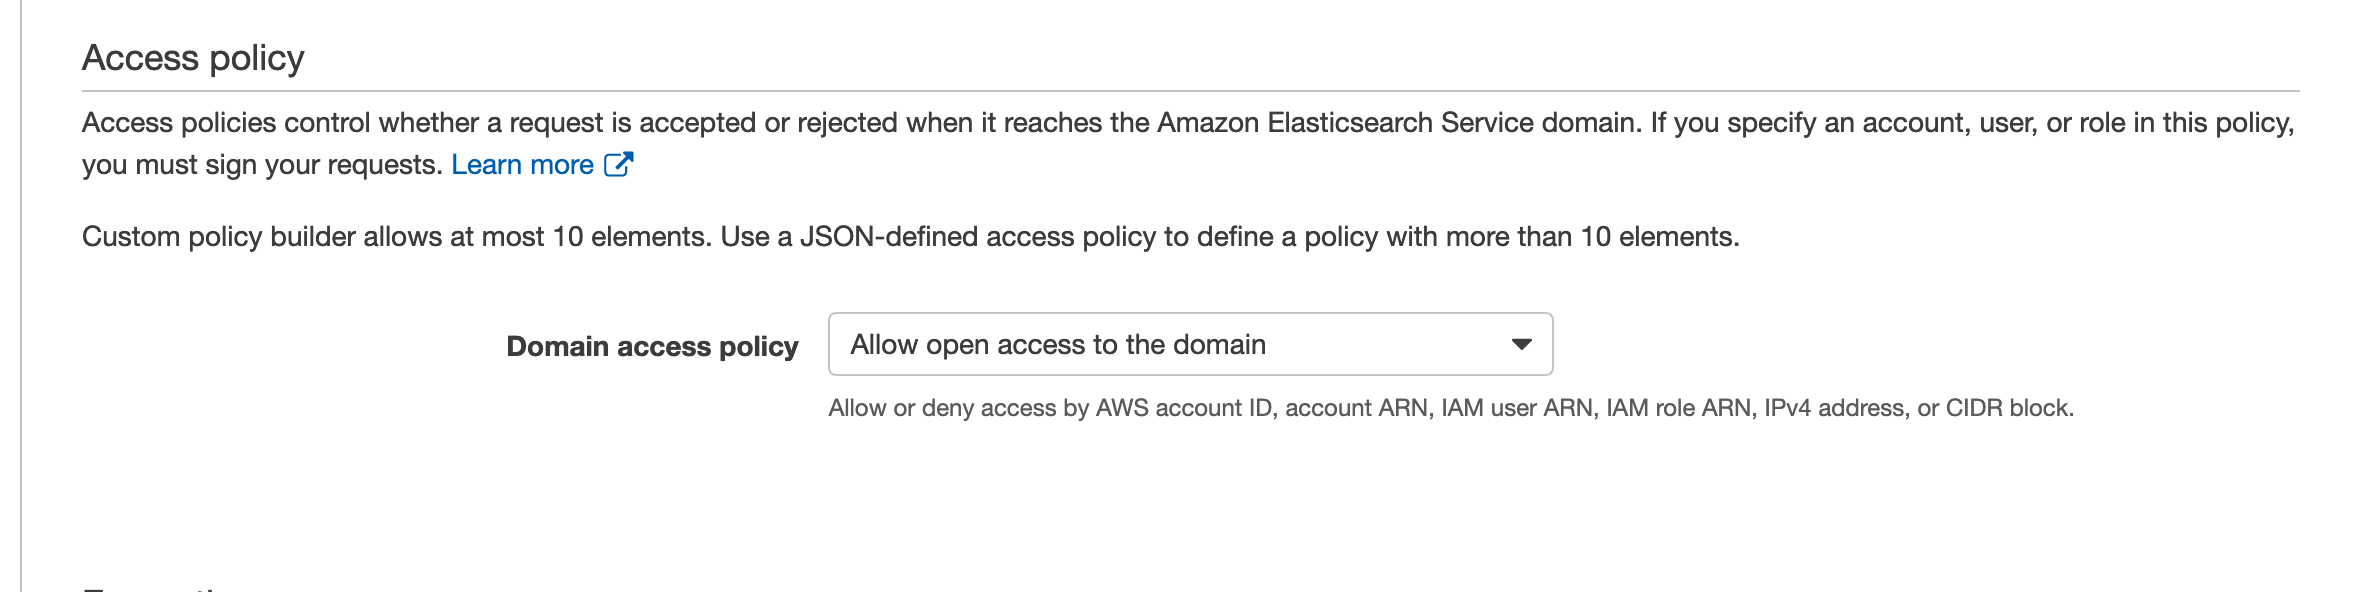 Access policy
Access policies control whether a request is accepted or rejected when it reaches the Amazon Elasticsearch Service domain. If you specify an account, user, or role in this policy,
you must sign your requests. Learn more
Custom policy builder allows at most 10 elements. Use a JSON-defined access policy to define a policy with more than 10 elements.
Domain access policy
Allow open access to the domain
Allow or deny access by AWS account ID, account ARN, IAM user ARN, IAM role ARN, IPv4 address, or CIDR block.